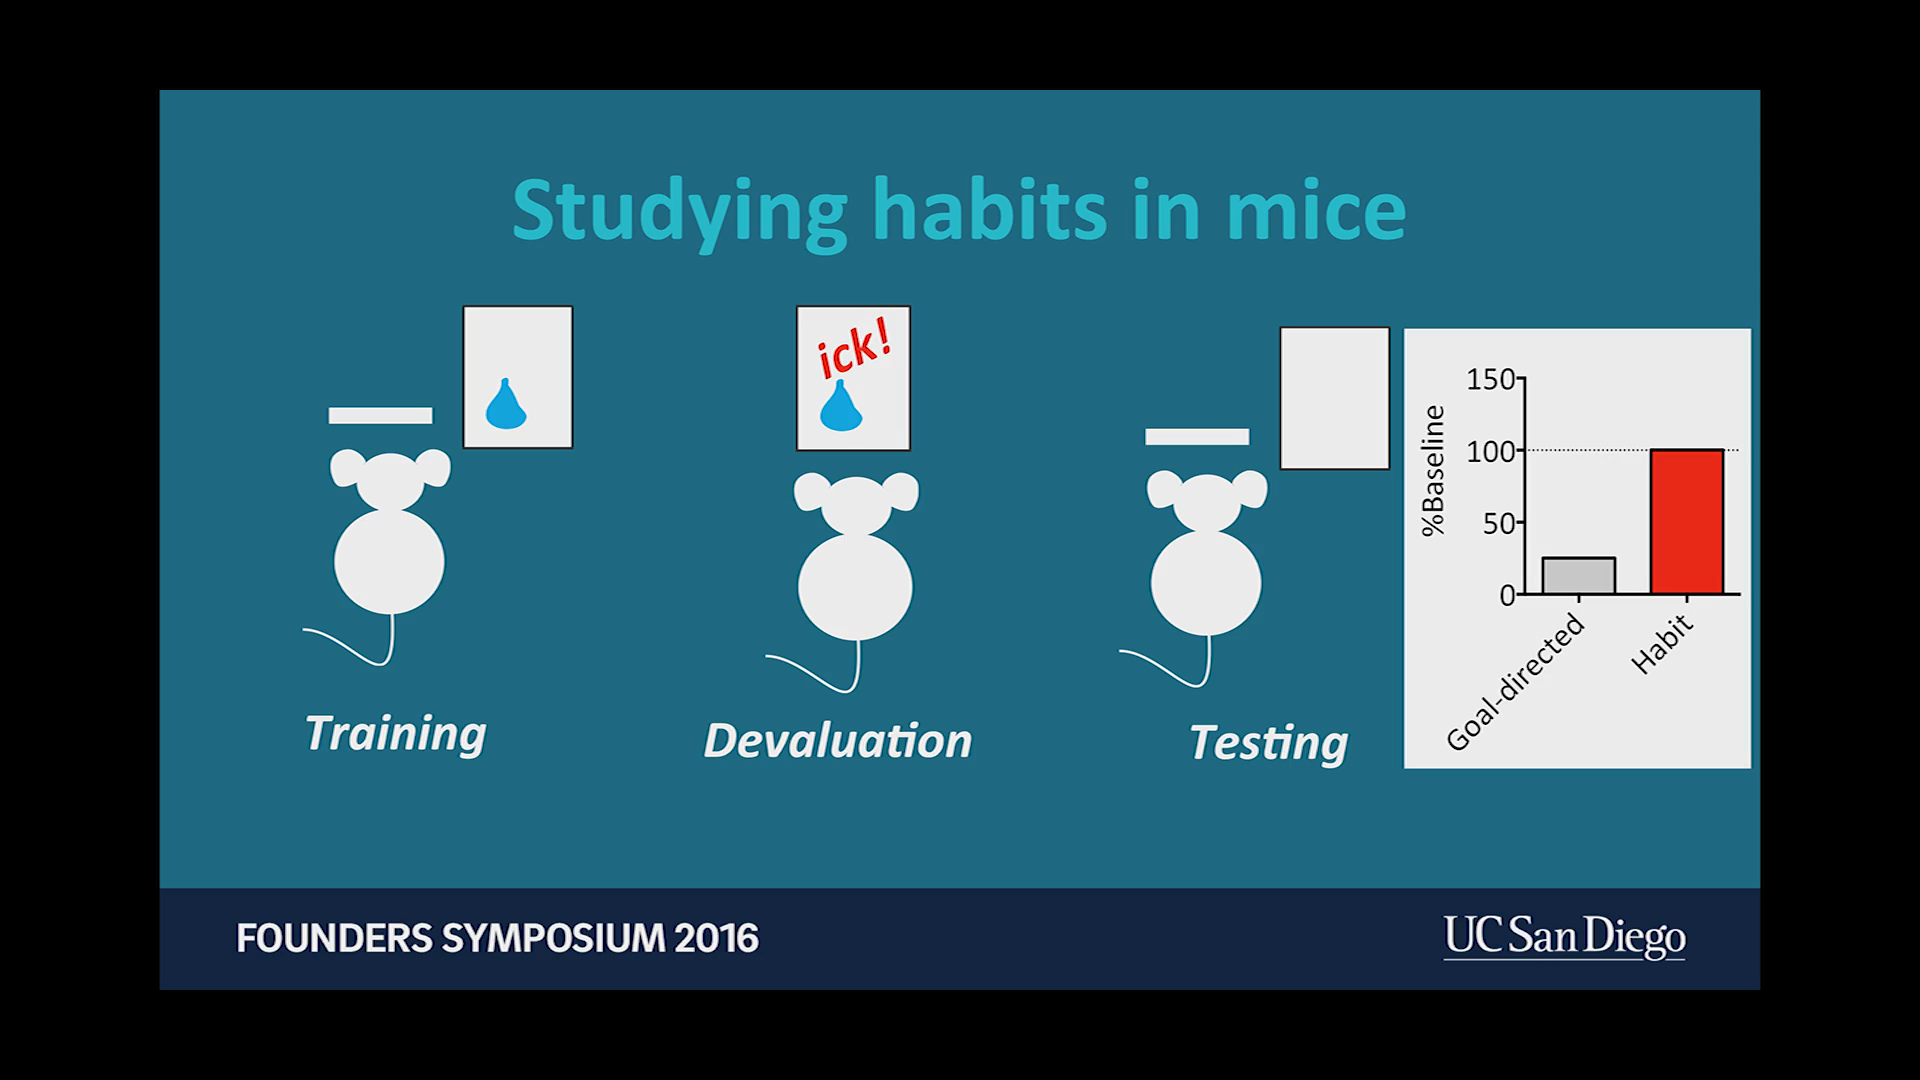 Studying habits in mice
ick!
Training
Devaluation
Testing
%Baseline
150
100
50
0
Goal-directed
Habit
FOUNDERS SYMPOSIUM 2016
UC San Diego